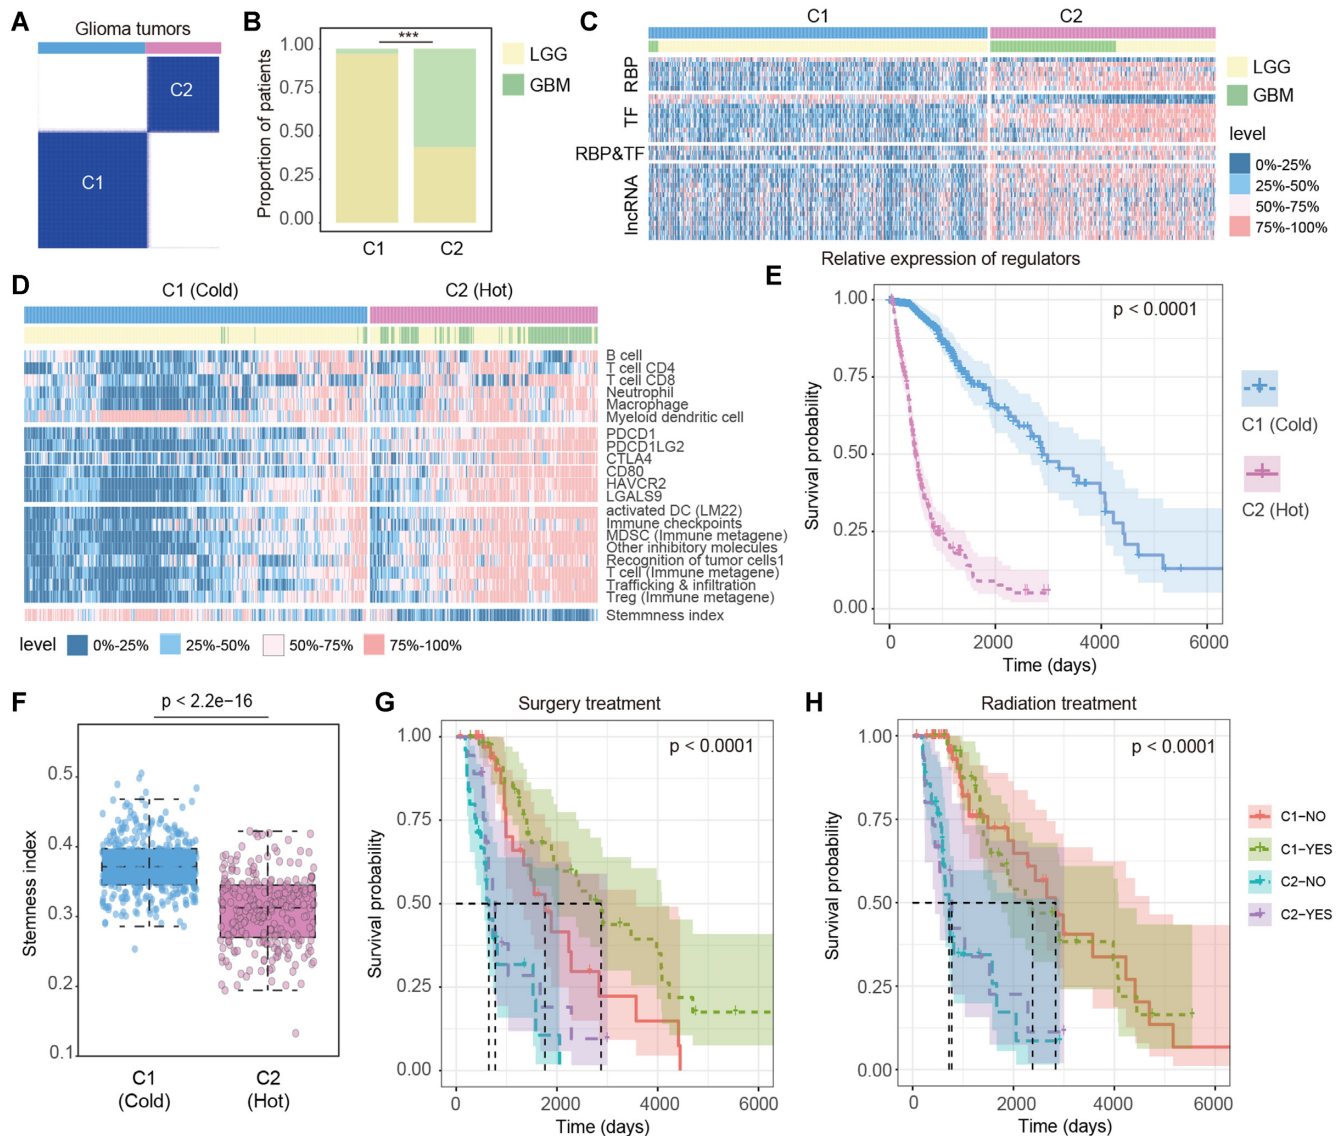 A
Glioma tumors
C2
C1
B
Proportion of patients
1.00
0.75
0.50
0.25
0.00
***
C1
C2
LGG
GBM
C
C1
C2
RBP
TF
RBP&TF
lncRNA
LGG
GBM
level
0%-25%
25%-50%
50%-75%
75%-100%
Relative expression of regulators
D
C1 (Cold)
C2 (Hot)
B cell
T cell CD4
T cell CD8
Neutrophil
Macrophage
Myeloid dendritic cell
PDCD1
PDCD1LG2
CTLA4
CD80
HAVCR2
LGALS9
activated DC (LM22)
Immune checkpoints
MDSC (Immune metagene)
Other inhibitory molecules
Recognition of tumor cells1
T cell (Immune metagene)
Trafficking & infiltration
Treg (Immune metagene)
Stemmness index
level
0%-25%
25%-50%
50%-75%
75%-100%
E
Survival probability
1.00
0.75
0.50
0.25
0.00
p < 0.0001
0
2000
4000
6000
Time (days)
C1 (Cold)
C2 (Hot)
F
p < 2.2e−16
Stemness index
0.5
0.4
0.3
0.2
0.1
C1
(Cold)
C2
(Hot)
G
Surgery treatment
p < 0.0001
Survival probability
1.00
0.75
0.50
0.25
0.00
0
2000
4000
6000
Time (days)
H
Radiation treatment
p < 0.0001
Survival probability
1.00
0.75
0.50
0.25
0.00
0
2000
4000
6000
Time (days)
C1−NO
C1−YES
C2−NO
C2−YES